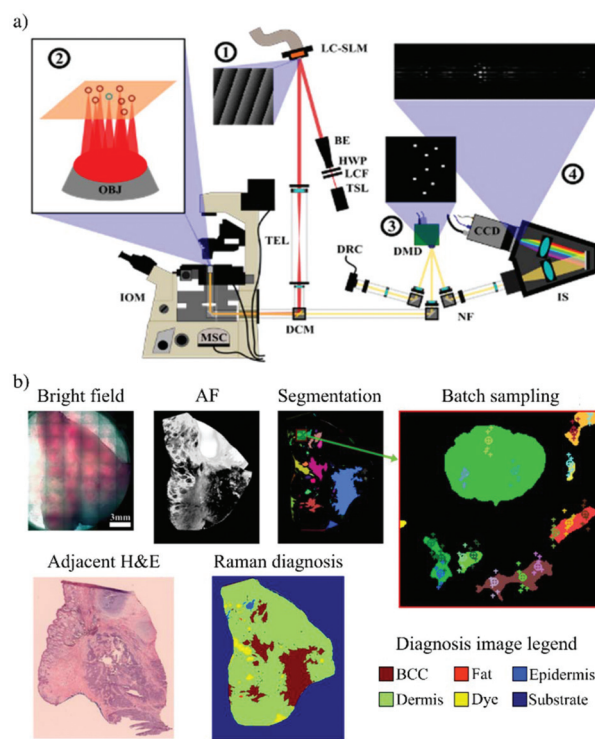 a)
②
OBJ
①
LC-SLM
BE
HWP
LCF
TSL
④
③
DMD
CCD
DRC
TEL
IOM
MSC
DCM
NF
IS
b)
Bright field
AF
Segmentation
Batch sampling
3mm
Adjacent H&E
Raman diagnosis
Diagnosis image legend
BCC
Fat
Epidermis
Dermis
Dye
Substrate